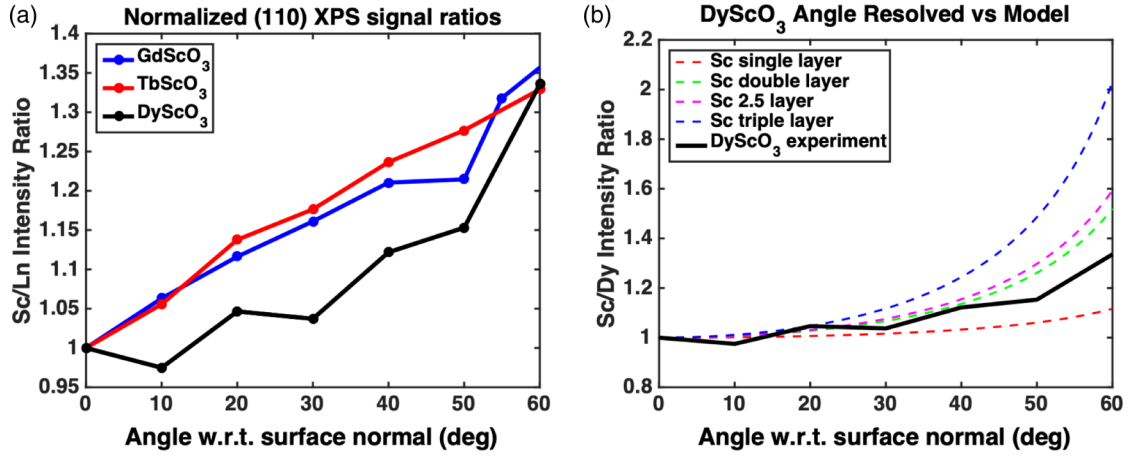 (a)
Normalized (110) XPS signal ratios
1.4
1.35
1.3
1.25
1.2
1.15
1.1
1.05
1
0.95
Sc/Ln Intensity Ratio
GdScO3
TbScO3
DyScO3
0 10 20 30 40 50 60
Angle w.r.t. surface normal (deg)
(b)
DyScO3 Angle Resolved vs Model
2.2
2
1.8
1.6
1.4
1.2
1
0.8
Sc/Dy Intensity Ratio
Sc single layer
Sc double layer
Sc 2.5 layer
Sc triple layer
DyScO3 experiment
0 10 20 30 40 50 60
Angle w.r.t. surface normal (deg)